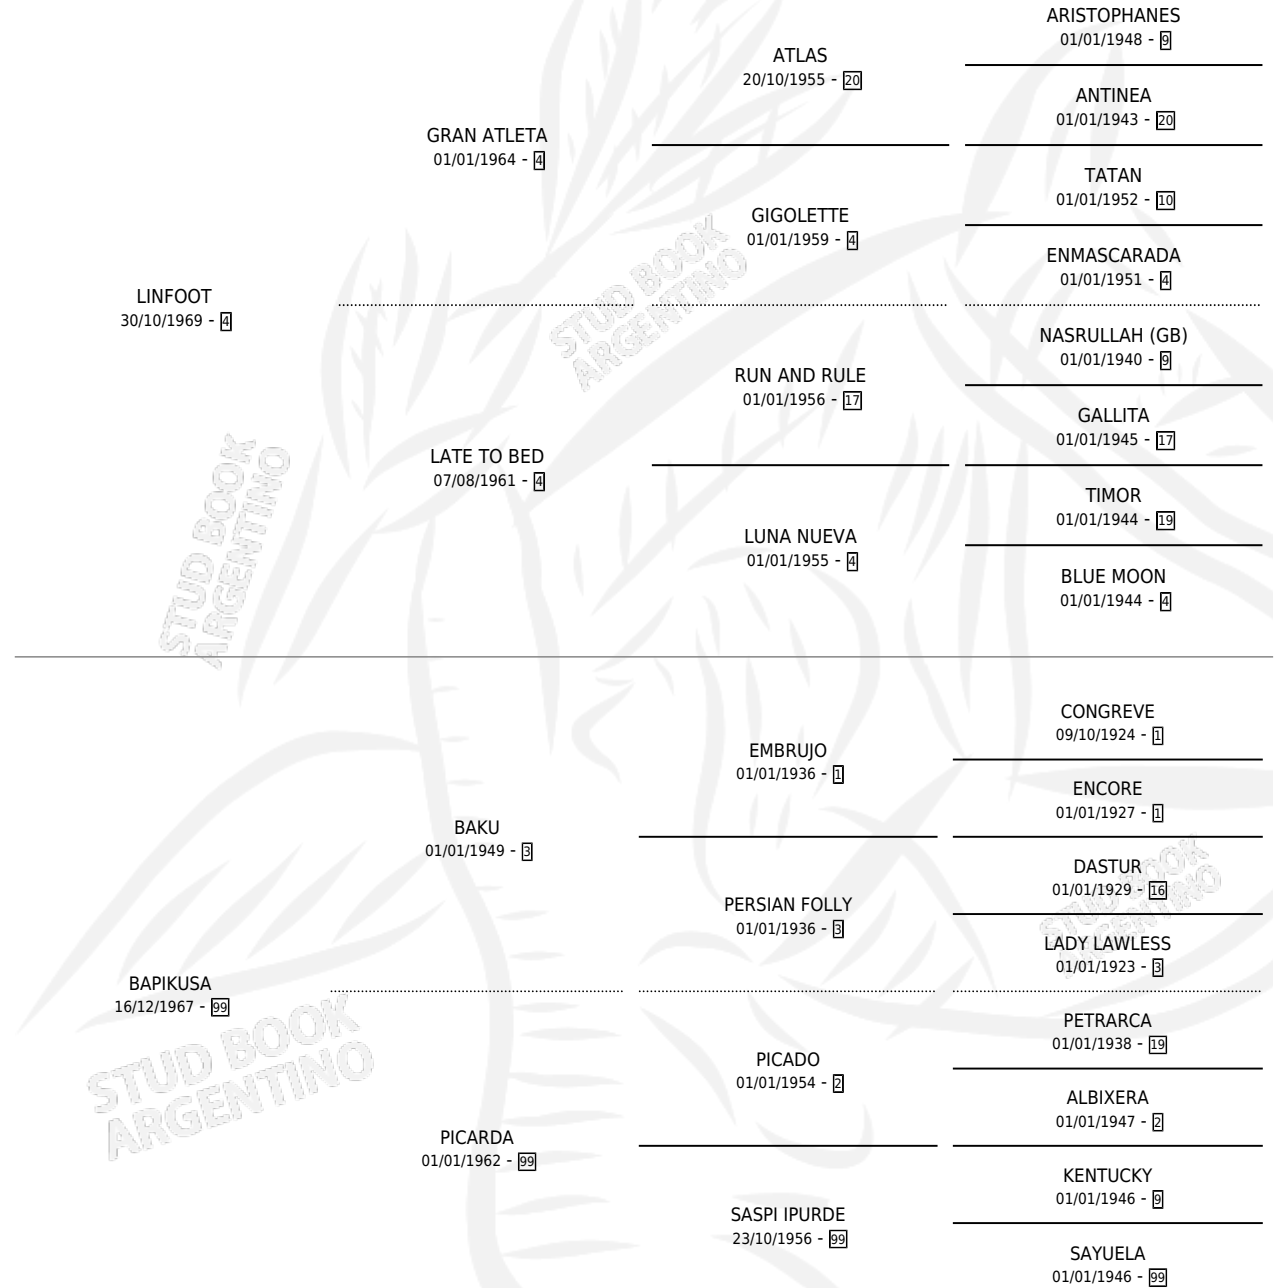 ARISTOPHANES
01/01/1948 - 9
ATLAS
20/10/1955 - 20
ANTINEA
01/01/1943 - 20
GRAN ATLETA
01/01/1964 - 4
TATAN
01/01/1952 - 10
GIGOLETTE
01/01/1959 - 4
ENMASCARADA
01/01/1951 - 4
LINFOOT
30/10/1969 - 4
NASRULLAH (GB)
01/01/1940 - 9
RUN AND RULE
01/01/1956 - 17
GALLITA
01/01/1945 - 17
LATE TO BED
07/08/1961 - 4
TIMOR
01/01/1944 - 19
LUNA NUEVA
01/01/1955 - 4
BLUE MOON
01/01/1944 - 4
CONGREVE
09/10/1924 - 1
EMBRUJO
01/01/1936 - 1
ENCORE
01/01/1927 - 1
BAKU
01/01/1949 - 3
DASTUR
01/01/1929 - 16
PERSIAN FOLLY
01/01/1936 - 3
LADY LAWLESS
01/01/1923 - 3
BAPIKUSA
16/12/1967 - 99
PETRARCA
01/01/1938 - 19
PICADO
01/01/1954 - 2
ALBIXERA
01/01/1947 - 2
PICARDA
01/01/1962 - 99
KENTUCKY
01/01/1946 - 9
SASPI IPURDE
23/10/1956 - 99
SAYUELA
01/01/1946 - 99
STUD BOOK
ARGENTINO
STUD BOOK
ARGENTINO
STUD BOOK
ARGENTINO
STUD BOOK
ARGENTINO